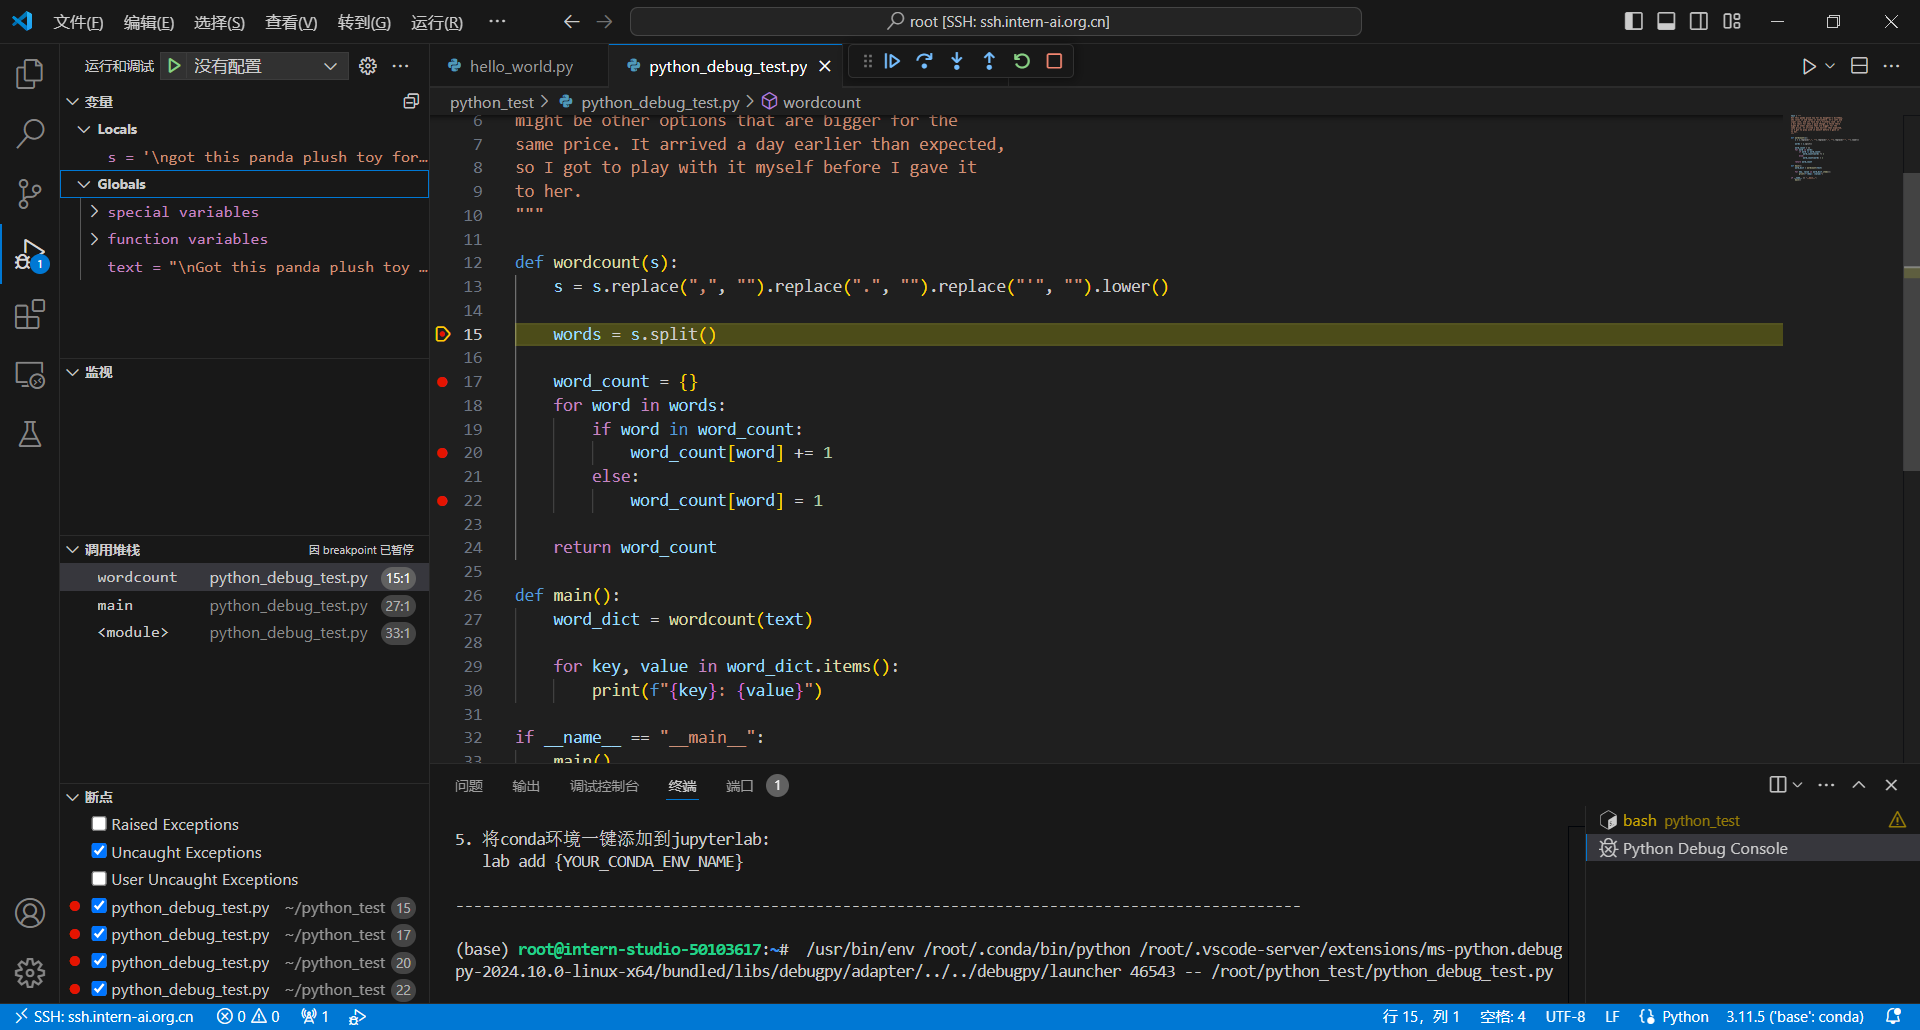 文件(F) 编辑(E) 选择(S) 查看(V) 转到(G) 运行(R) ···
root [SSH: ssh.intern-ai.org.cn]
运行和调试 没有配置
变量
Locals
s = '\ngot this panda plush toy for…
Globals
special variables
function variables
text = "\nGot this panda plush toy …
监视
调用堆栈 因 breakpoint 已暂停
wordcount python_debug_test.py 15:1
main python_debug_test.py 27:1
<module> python_debug_test.py 33:1
断点
Raised Exceptions
Uncaught Exceptions
User Uncaught Exceptions
python_debug_test.py ~/python_test 15
python_debug_test.py ~/python_test 17
python_debug_test.py ~/python_test 20
python_debug_test.py ~/python_test 22
1
hello_world.py python_debug_test.py
python_test > python_debug_test.py > wordcount
6 might be other options that are bigger for the
7 same price. It arrived a day earlier than expected,
8 so I got to play with it myself before I gave it
9 to her.
10 """
11
12 def wordcount(s):
13 s = s.replace(",", "").replace(".", "").replace("'", "").lower()
14
15 words = s.split()
16
17 word_count = {}
18 for word in words:
19 if word in word_count:
20 word_count[word] += 1
21 else:
22 word_count[word] = 1
23
24 return word_count
25
26 def main():
27 word_dict = wordcount(text)
28
29 for key, value in word_dict.items():
30 print(f"{key}: {value}")
31
32 if __name__ == "__main__":
33 main()
问题 输出 调试控制台 终端 端口 1
5. 将conda环境一键添加到jupyterlab:
lab add {YOUR_CONDA_ENV_NAME}
----------------------------------------------------------------------------------------------
(base) root@intern-studio-50103617:~# /usr/bin/env /root/.conda/bin/python /root/.vscode-server/extensions/ms-python.debug
py-2024.10.0-linux-x64/bundled/libs/debugpy/adapter/../../debugpy/launcher 46543 -- /root/python_test/python_debug_test.py
bash python_test
Python Debug Console
SSH: ssh.intern-ai.org.cn 0 0 1 行 15，列 1 空格: 4 UTF-8 LF Python 3.11.5 ('base': conda)